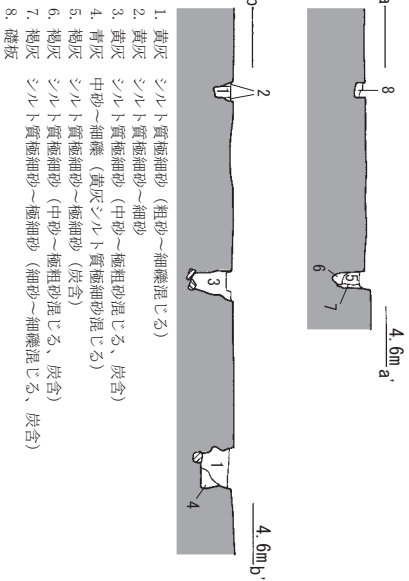 a
4.6m
a'
8
5
6
7
b
4.6m
b'
2
1
3
1
4
1. 黄灰 シルト質極細砂（粗砂～細礫混じる）
2. 黄灰 シルト質極細砂～細砂
3. 黄灰 シルト質極細砂（中砂～極粗砂混じる、炭含）
4. 青灰 中砂～細礫（黄灰シルト質極細砂混じる）
5. 褐灰 シルト質極細砂～極細砂（炭含）
6. 褐灰 シルト質極細砂（中砂～極粗砂混じる、炭含）
7. 褐灰 シルト質極細砂～極細砂（細砂～細礫混じる、炭含）
8. 礎板